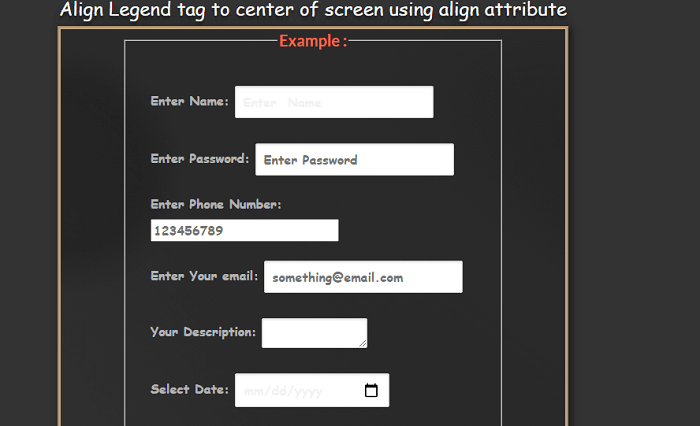 Align Legend tag to center of screen using align attribute
Example:
Enter Name: Enter Name
Enter Password: Enter Password
Enter Phone Number:
123456789
Enter Your email: something@email.com
Your Description:
Select Date: mm/dd/yyyy